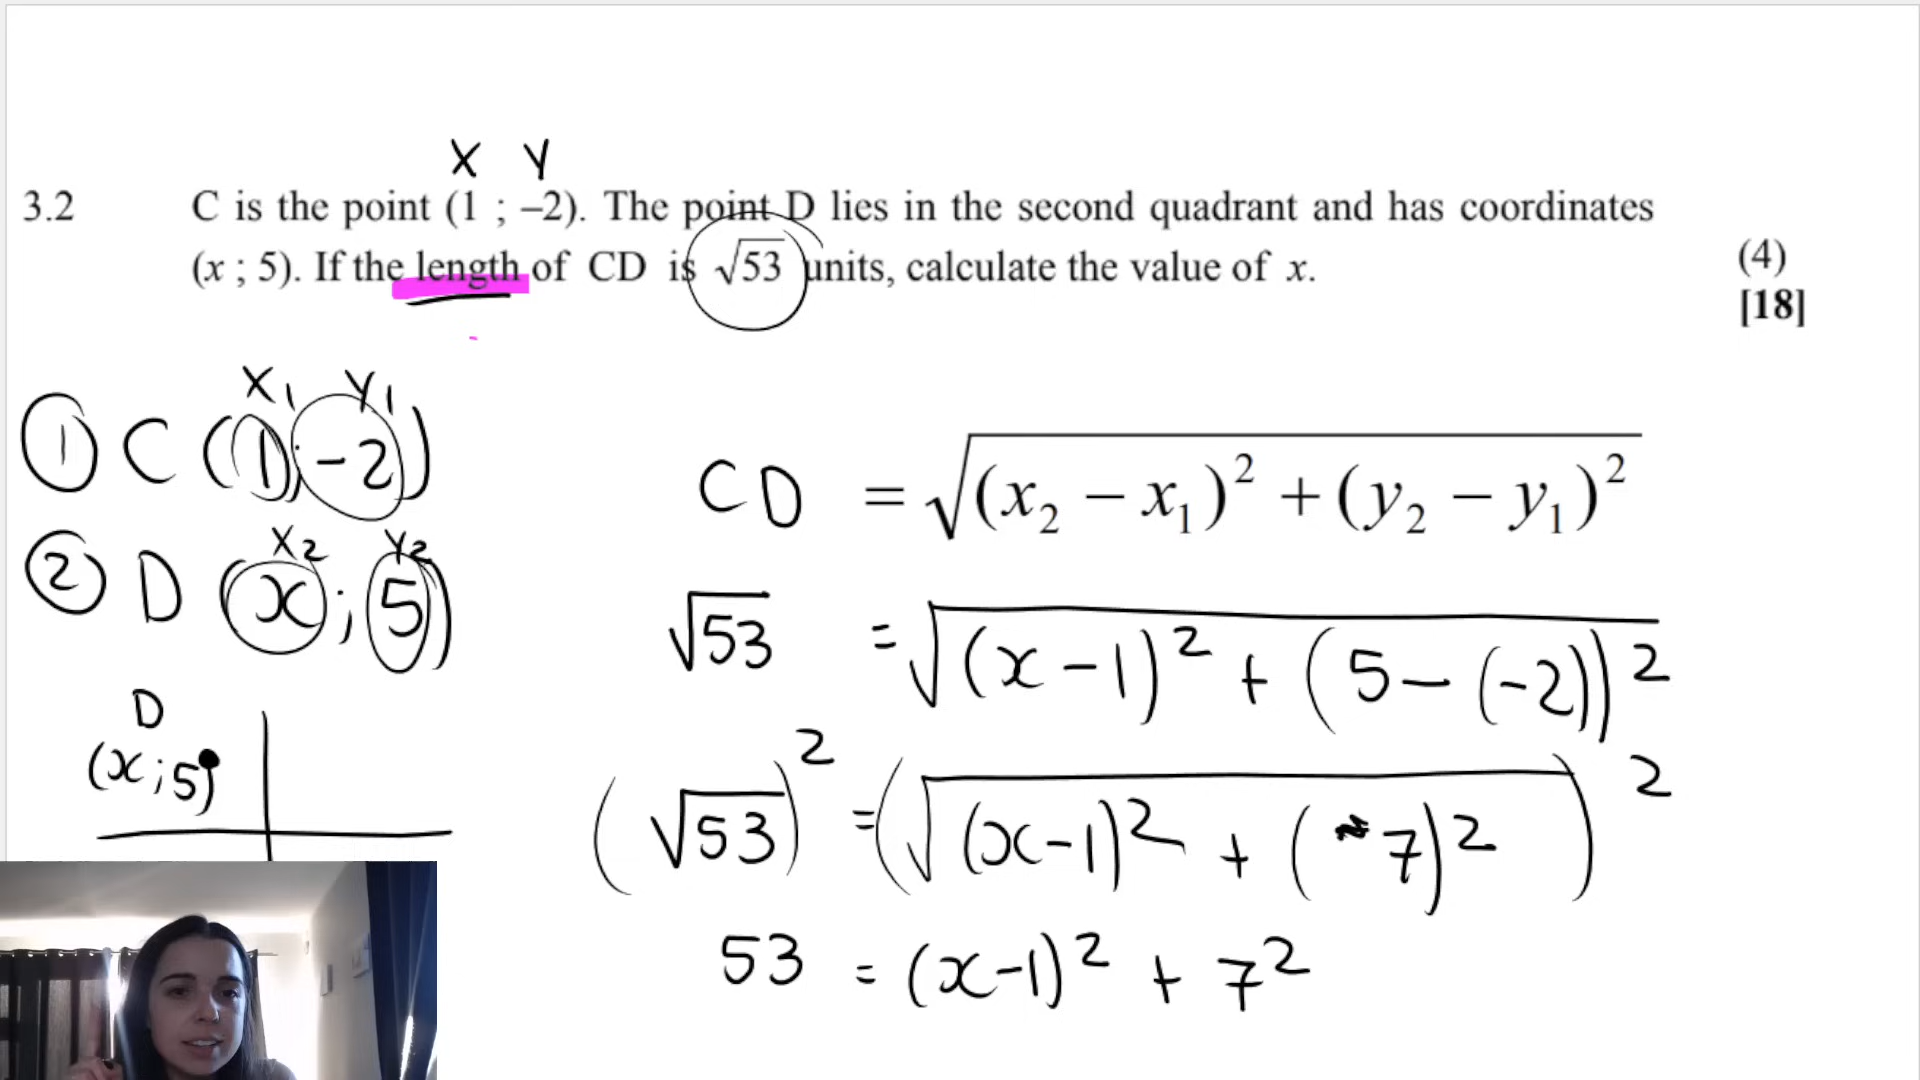 X Y
3.2 C is the point (1 ; –2). The point D lies in the second quadrant and has coordinates
(x ; 5). If the length of CD is √53 units, calculate the value of x. (4)
[18]
X₁ Y₁
① C (1; -2)
X₂ Y₂
② D (x ; 5)
D
(x ; 5)
CD = √((x₂ – x₁)² + (y₂ – y₁)²)
√53 = √((x - 1)² + (5 - (-2))²)
(√53)² = (√((x-1)² + (7)²))²
53 = (x-1)² + 7²